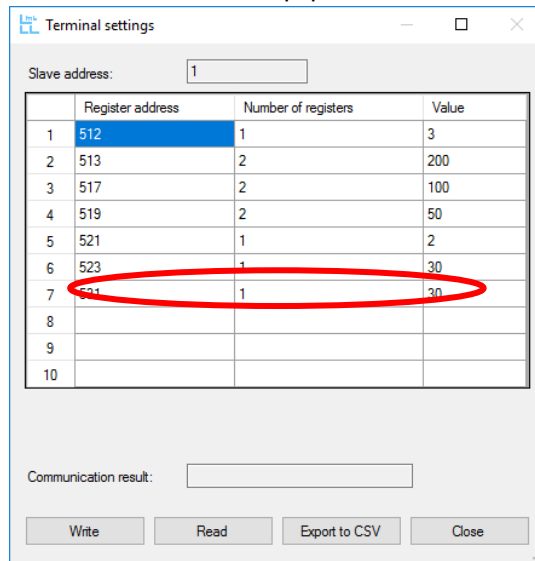 Terminal settings
Slave address: 1
Register address Number of registers Value
1 512 1 3
2 513 2 200
3 517 2 100
4 519 2 50
5 521 1 2
6 523 1 30
7 1 30
8
9
10
Communication result:
Write Read Export to CSV Close